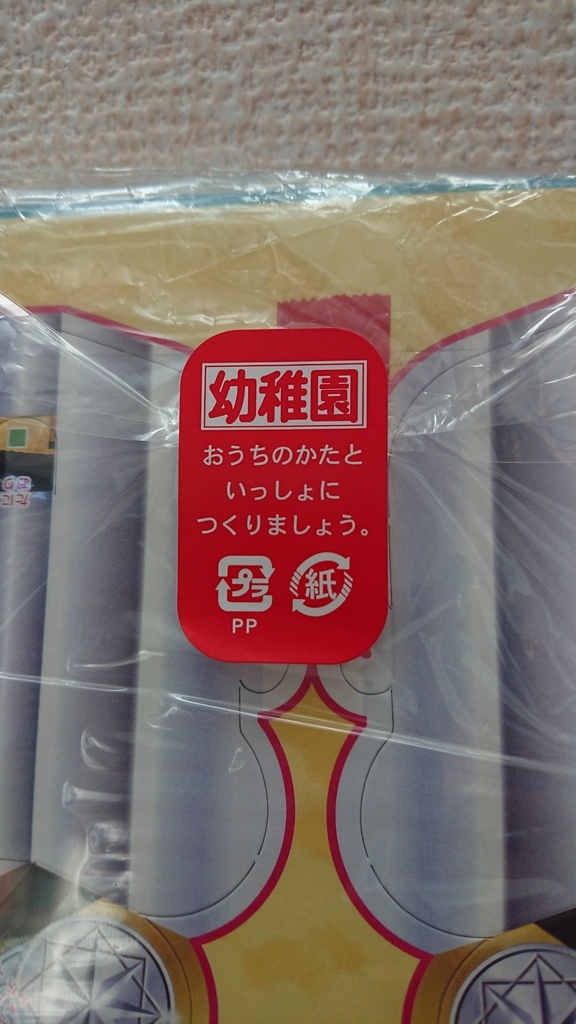 幼稚園
おうちのかたと
いっしょに
つくりましょう。
プラ 紙
PP